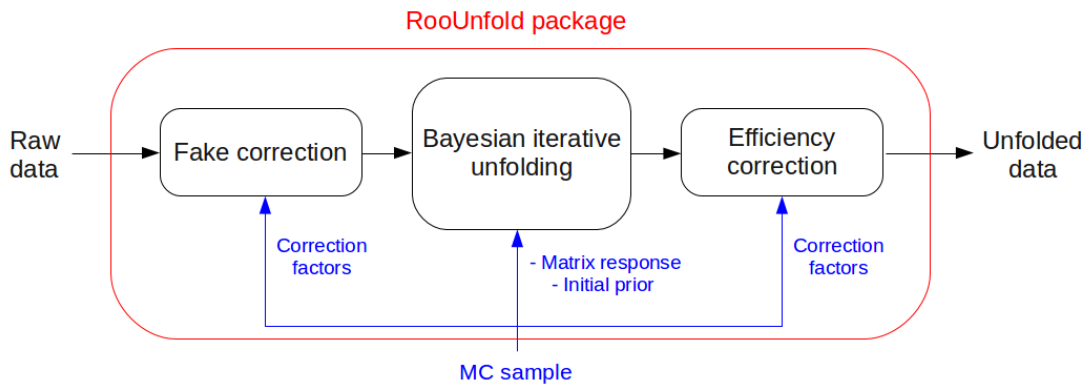 RooUnfold package
Raw
data
Fake correction
Bayesian iterative
unfolding
Efficiency
correction
Unfolded
data
Correction
factors
- Matrix response
- Initial prior
Correction
factors
MC sample